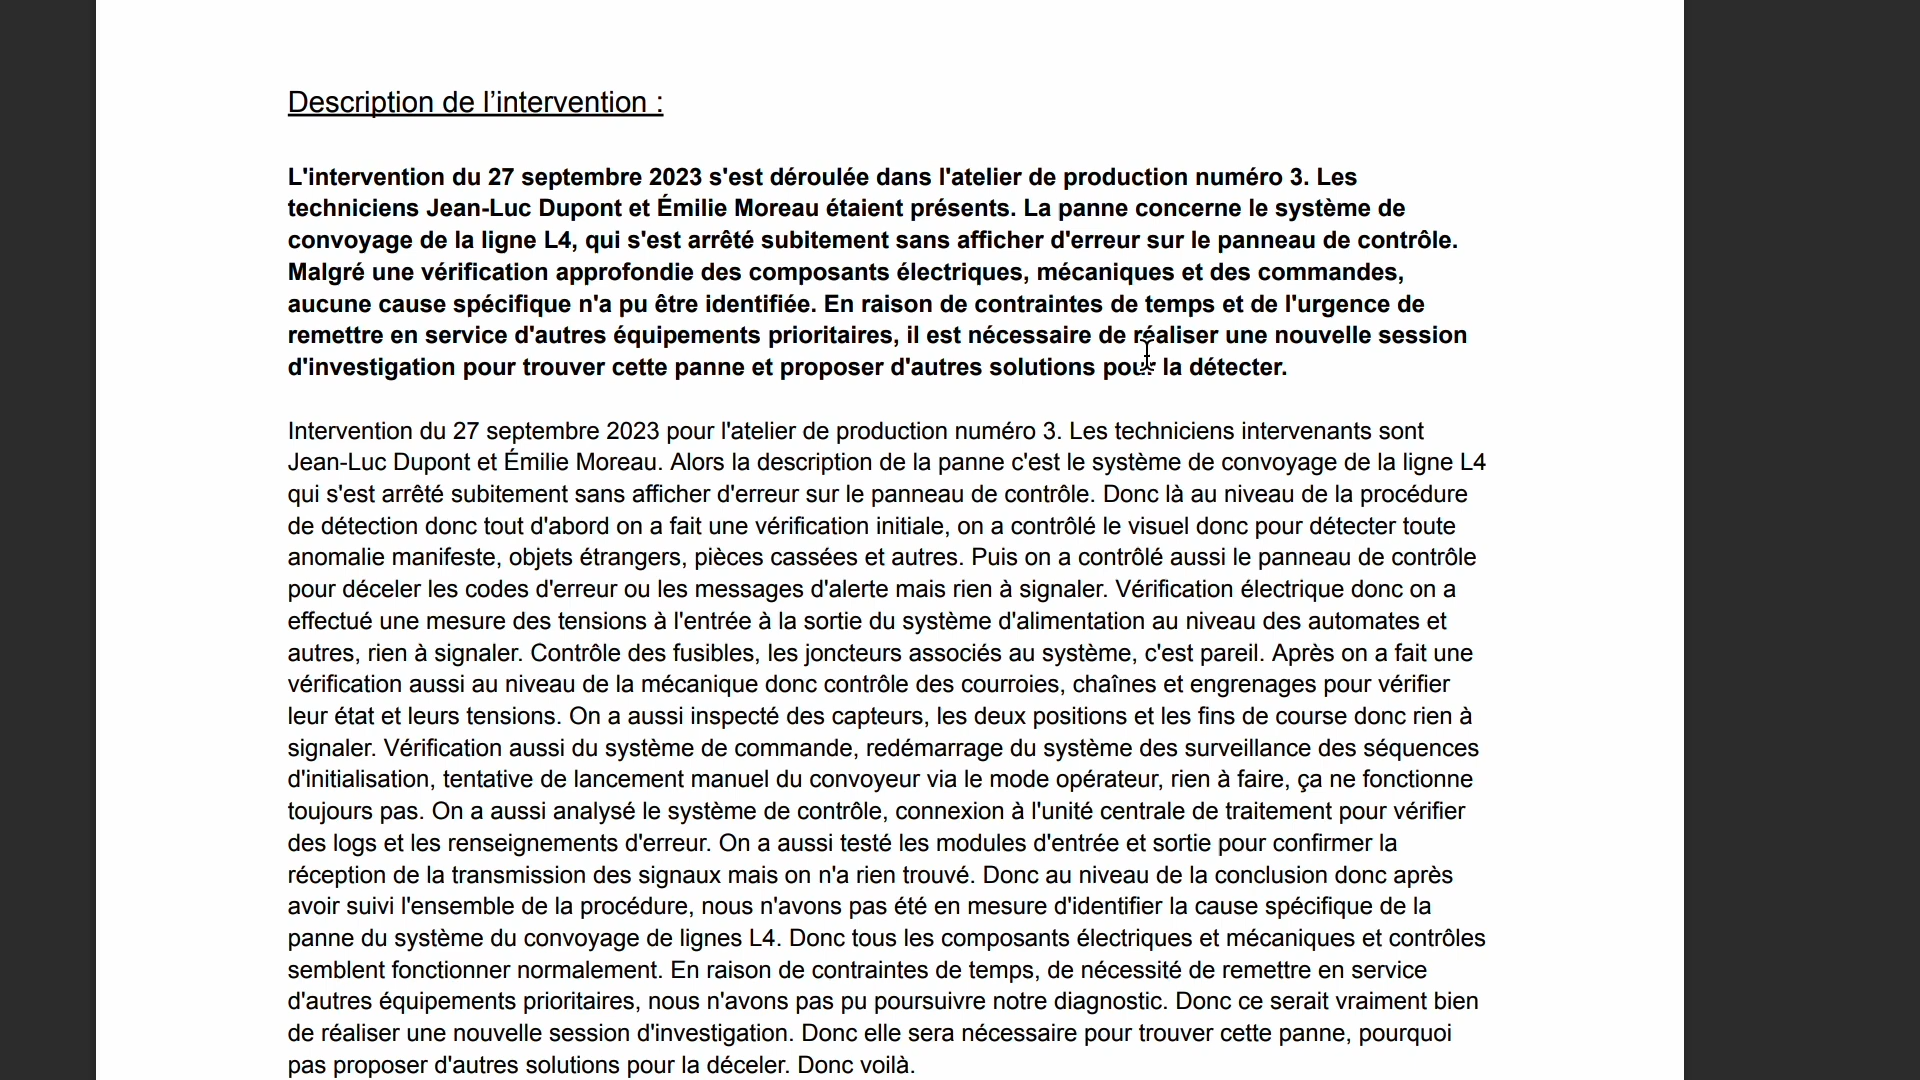 Description de l’intervention :
L'intervention du 27 septembre 2023 s'est déroulée dans l'atelier de production numéro 3. Les
techniciens Jean-Luc Dupont et Émilie Moreau étaient présents. La panne concerne le système de
convoyage de la ligne L4, qui s'est arrêté subitement sans afficher d'erreur sur le panneau de contrôle.
Malgré une vérification approfondie des composants électriques, mécaniques et des commandes,
aucune cause spécifique n'a pu être identifiée. En raison de contraintes de temps et de l'urgence de
remettre en service d'autres équipements prioritaires, il est nécessaire de réaliser une nouvelle session
d'investigation pour trouver cette panne et proposer d'autres solutions pour la détecter.
Intervention du 27 septembre 2023 pour l'atelier de production numéro 3. Les techniciens intervenants sont
Jean-Luc Dupont et Émilie Moreau. Alors la description de la panne c'est le système de convoyage de la ligne L4
qui s'est arrêté subitement sans afficher d'erreur sur le panneau de contrôle. Donc là au niveau de la procédure
de détection donc tout d'abord on a fait une vérification initiale, on a contrôlé le visuel donc pour détecter toute
anomalie manifeste, objets étrangers, pièces cassées et autres. Puis on a contrôlé aussi le panneau de contrôle
pour déceler les codes d'erreur ou les messages d'alerte mais rien à signaler. Vérification électrique donc on a
effectué une mesure des tensions à l'entrée à la sortie du système d'alimentation au niveau des automates et
autres, rien à signaler. Contrôle des fusibles, les joncteurs associés au système, c'est pareil. Après on a fait une
vérification aussi au niveau de la mécanique donc contrôle des courroies, chaînes et engrenages pour vérifier
leur état et leurs tensions. On a aussi inspecté des capteurs, les deux positions et les fins de course donc rien à
signaler. Vérification aussi du système de commande, redémarrage du système des surveillance des séquences
d'initialisation, tentative de lancement manuel du convoyeur via le mode opérateur, rien à faire, ça ne fonctionne
toujours pas. On a aussi analysé le système de contrôle, connexion à l'unité centrale de traitement pour vérifier
des logs et les renseignements d'erreur. On a aussi testé les modules d'entrée et sortie pour confirmer la
réception de la transmission des signaux mais on n'a rien trouvé. Donc au niveau de la conclusion donc après
avoir suivi l'ensemble de la procédure, nous n'avons pas été en mesure d'identifier la cause spécifique de la
panne du système du convoyage de lignes L4. Donc tous les composants électriques et mécaniques et contrôles
semblent fonctionner normalement. En raison de contraintes de temps, de nécessité de remettre en service
d'autres équipements prioritaires, nous n'avons pas pu poursuivre notre diagnostic. Donc ce serait vraiment bien
de réaliser une nouvelle session d'investigation. Donc elle sera nécessaire pour trouver cette panne, pourquoi
pas proposer d'autres solutions pour la déceler. Donc voilà.